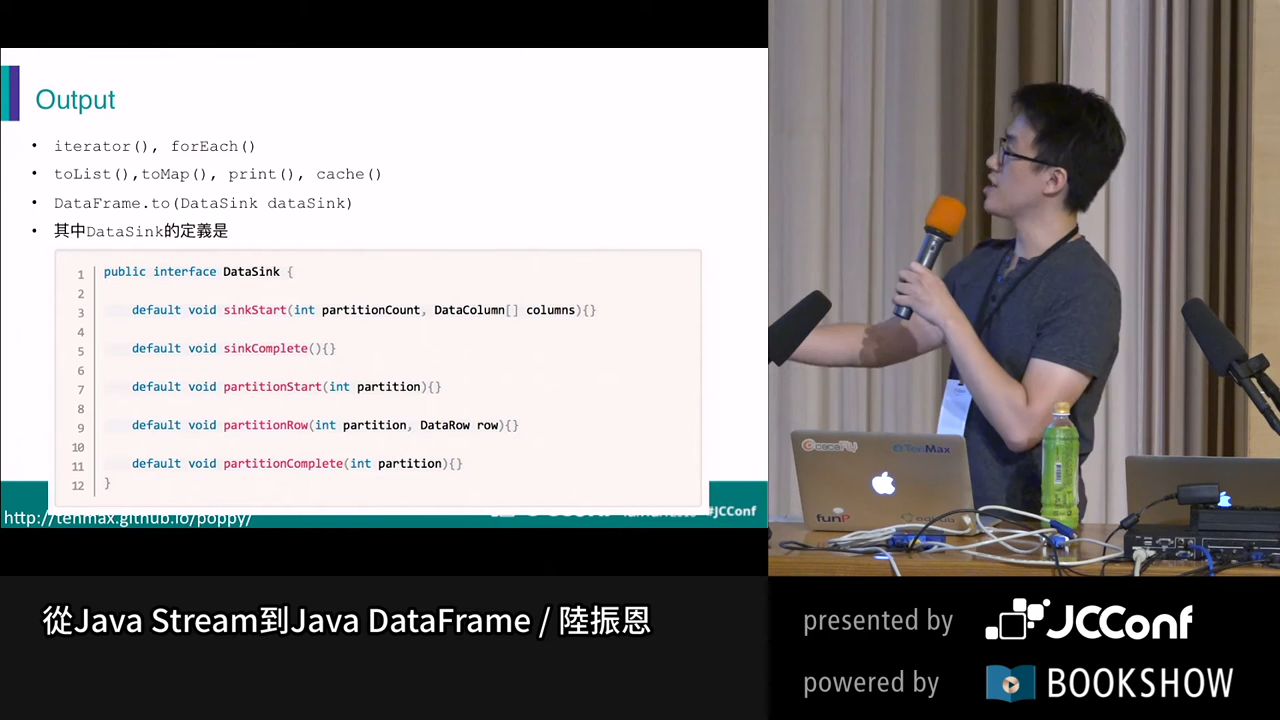 Output
• iterator(), forEach()
• toList(),toMap(), print(), cache()
• DataFrame.to(DataSink dataSink)
• 其中DataSink的定義是
1 public interface DataSink {
2
3 default void sinkStart(int partitionCount, DataColumn[] columns){}
4
5 default void sinkComplete(){}
6
7 default void partitionStart(int partition){}
8
9 default void partitionRow(int partition, DataRow row){}
10
11 default void partitionComplete(int partition){}
12 }
http://tenmax.github.io/poppy/
#JCConf
cacaFly
TenMax
funP
從Java Stream到Java DataFrame / 陸振恩
presented by JCConf
powered by BOOKSHOW